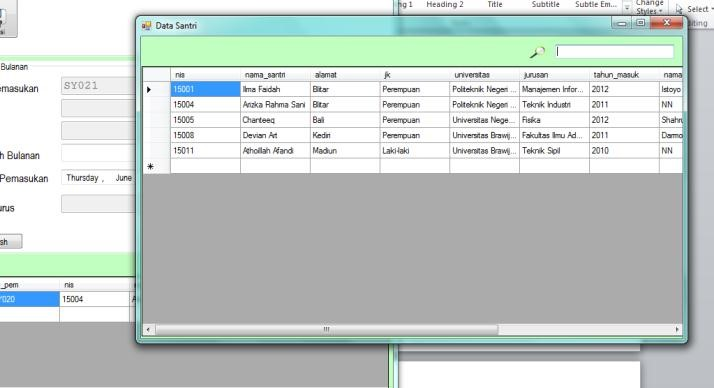 ng 1 Heading 2 Title Subtitle Subtle Em... Change Styles Select
diting
si
Data Santri
Bulanan
emasukan SY021
h Bulanan
Pemasukan Thursday , June
urus
sh
_pem nis
Y020 15004 A
nis nama_santri alamat jk universitas jurusan tahun_masuk nama
15001 Ilma Faidah Blitar Perempuan Politeknik Negeri ... Manajemen Infor... 2012 Istoyo
15004 Arizka Rahma Sani Blitar Perempuan Politeknik Negeri ... Teknik Industri 2011 NN
15005 Chanteeq Bali Perempuan Universitas Nege... Fisika 2012 Shahru
15008 Devian Art Kediri Perempuan Universitas Brawij... Fakultas Ilmu Ad... 2011 Darmo
15011 Athoillah Afandi Madiun Laki-laki Universitas Brawij... Teknik Sipil 2010 NN